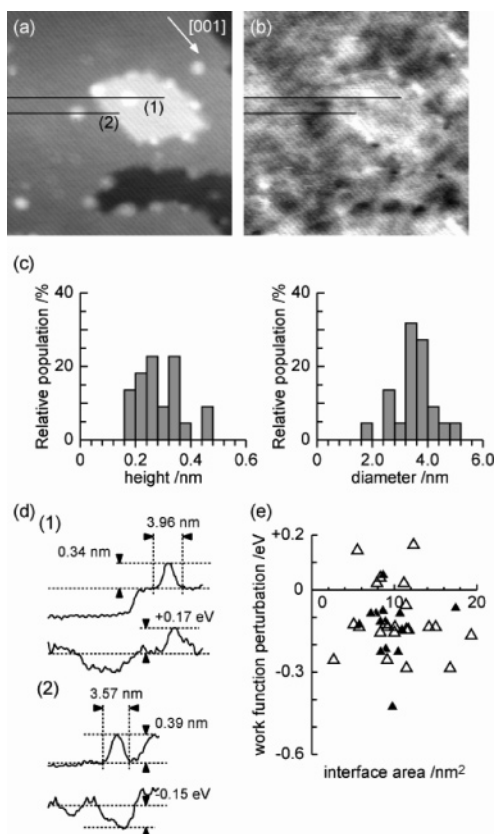 (a)
[001]
(1)
(2)
(b)
(c)
Relative population /%
40
20
0
0
0.2
0.4
0.6
height /nm
Relative population /%
40
20
0
0
2.0
4.0
6.0
diameter /nm
(d)
(1)
3.96 nm
0.34 nm
+0.17 eV
(2)
3.57 nm
0.39 nm
-0.15 eV
(e)
work function perturbation /eV
+0.2
0
10
20
-0.3
-0.6
interface area /nm²